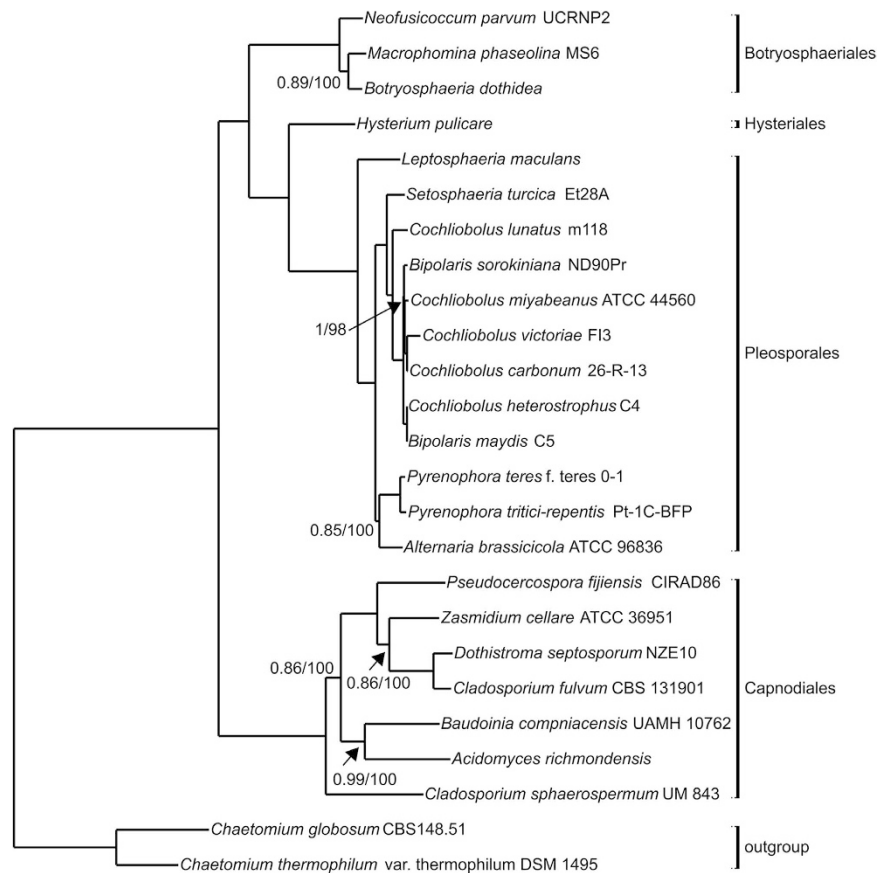 Neofusicoccum parvum UCRNP2
Macrophomina phaseolina MS6
Botryosphaeriales
0.89/100
Botryosphaeria dothidea
Hysterium pulicare
Hysteriales
Leptosphaeria maculans
Setosphaeria turcica Et28A
Cochliobolus lunatus m118
Bipolaris sorokiniana ND90Pr
Cochliobolus miyabeanus ATCC 44560
1/98
Cochliobolus victoriae FI3
Pleosporales
Cochliobolus carbonum 26-R-13
Cochliobolus heterostrophus C4
Bipolaris maydis C5
Pyrenophora teres f. teres 0-1
Pyrenophora tritici-repentis Pt-1C-BFP
0.85/100
Alternaria brassicicola ATCC 96836
Pseudocercospora fijiensis CIRAD86
Zasmidium cellare ATCC 36951
Dothistroma septosporum NZE10
0.86/100
0.86/100
Cladosporium fulvum CBS 131901
Capnodiales
Baudoinia compniacensis UAMH 10762
Acidomyces richmondensis
0.99/100
Cladosporium sphaerospermum UM 843
Chaetomium globosum CBS148.51
outgroup
Chaetomium thermophilum var. thermophilum DSM 1495